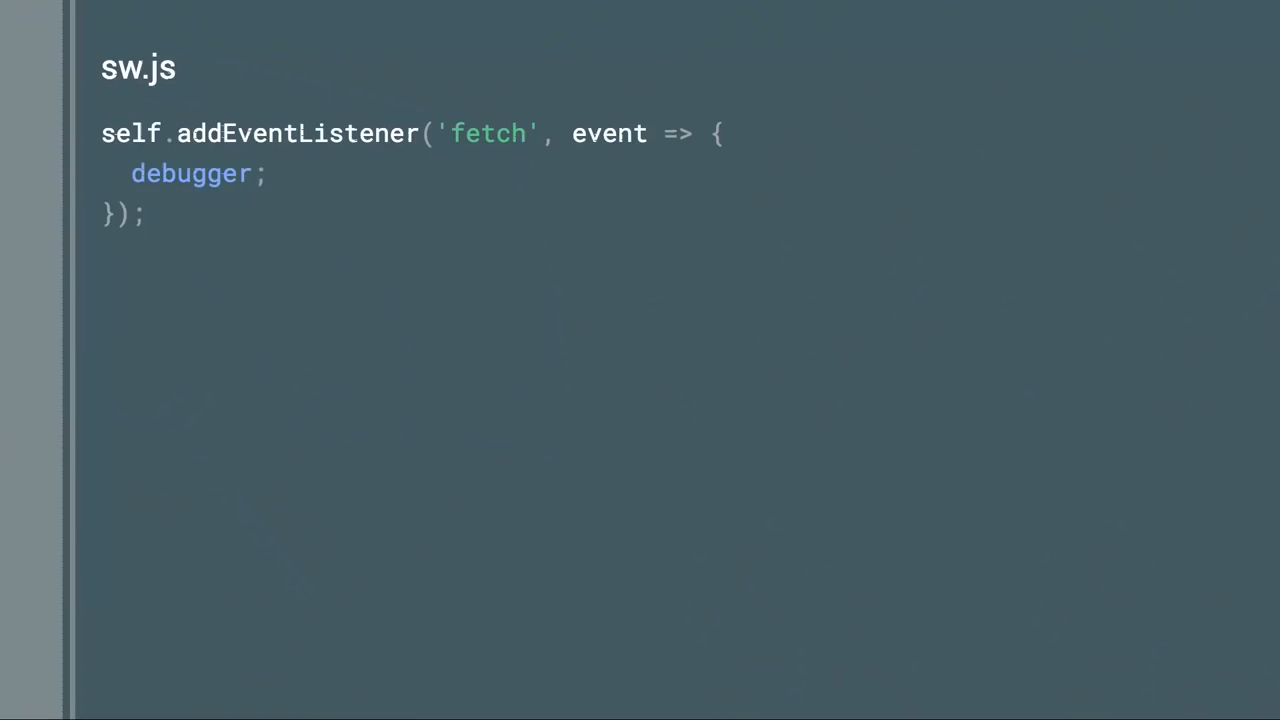 sw.js
self.addEventListener('fetch', event => {
  debugger;
});